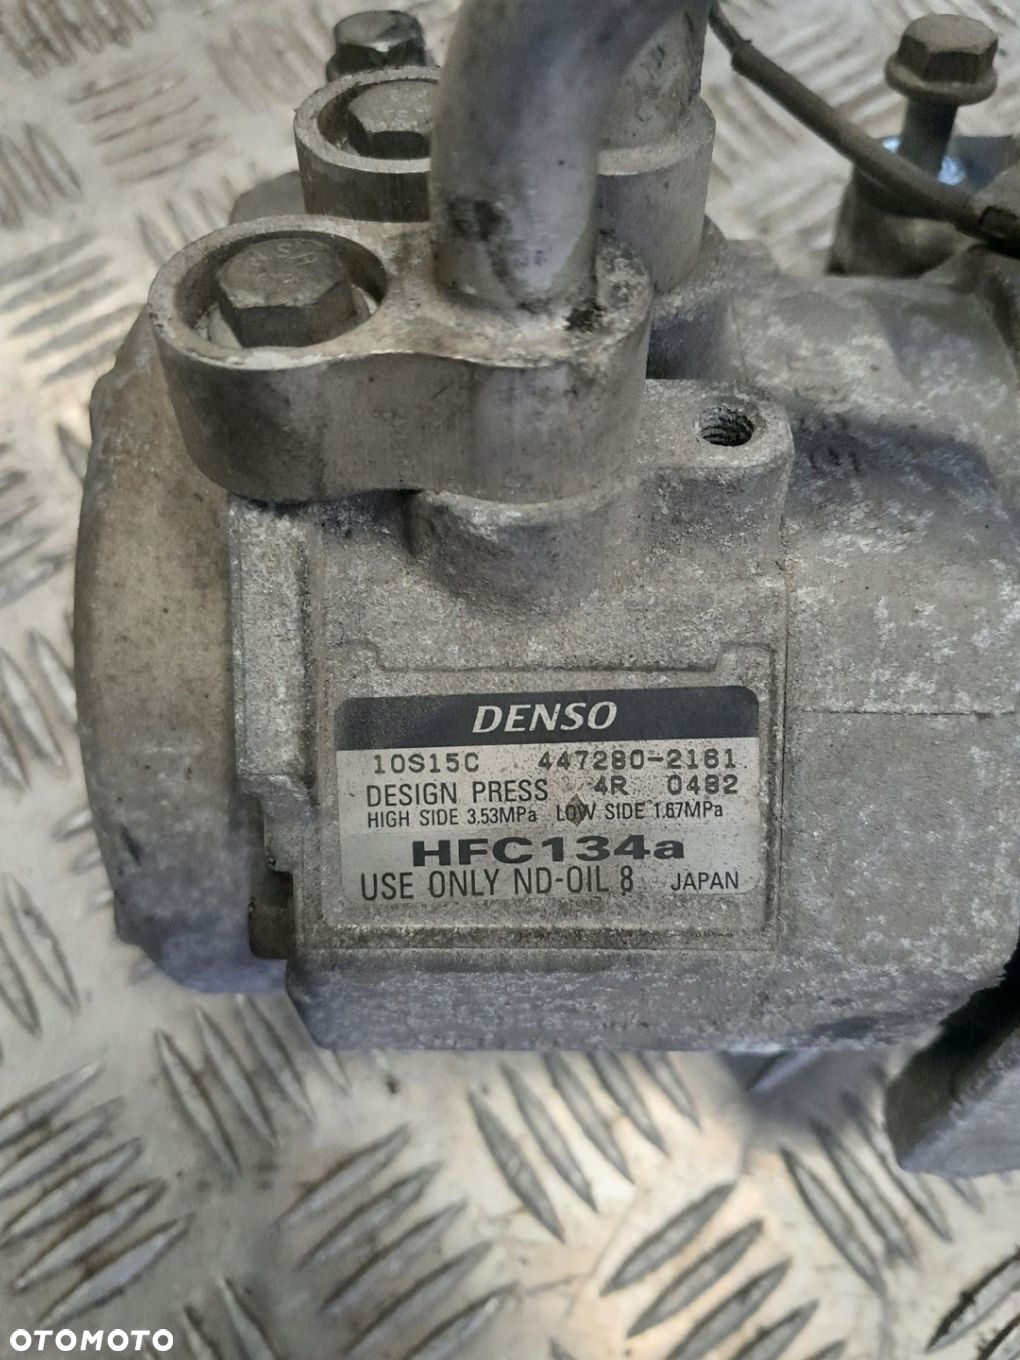 DENSO
10S15C 447280-2161
DESIGN PRESS 4R 0482
HIGH SIDE 3.53MPa LOW SIDE 1.67MPa
HFC134a
USE ONLY ND-OIL 8 JAPAN
OTOMOTO